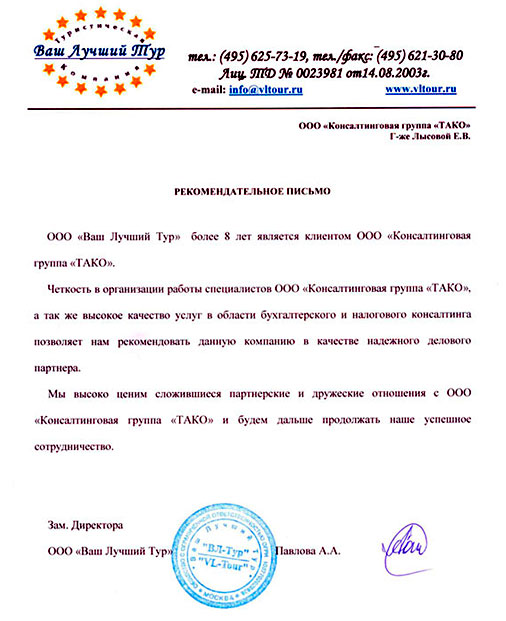 Туристическая
Ваш Лучший Тур
Компания
тел.: (495) 625-73-19, тел./факс: (495) 621-30-80
Лиц. ТД № 0023981 от14.08.2003г.
e-mail: info@vltour.ru www.vltour.ru
ООО «Консалтинговая группа «ТАКО»
Г-же Лысовой Е.В.
РЕКОМЕНДАТЕЛЬНОЕ ПИСЬМО
ООО «Ваш Лучший Тур» более 8 лет является клиентом ООО «Консалтинговая
группа «ТАКО».
Четкость в организации работы специалистов ООО «Консалтинговая группа «ТАКО»,
а так же высокое качество услуг в области бухгалтерского и налогового консалтинга
позволяет нам рекомендовать данную компанию в качестве надежного делового
партнера.
Мы высоко ценим сложившиеся партнерские и дружеские отношения с ООО
«Консалтинговая группа «ТАКО» и будем дальше продолжать наше успешное
сотрудничество.
Зам. Директора
ООО «Ваш Лучший Тур» Павлова А.А.
Ваш Лучший Тур
"ВЛ-Тур"
"VL-Tour"
МОСКВА